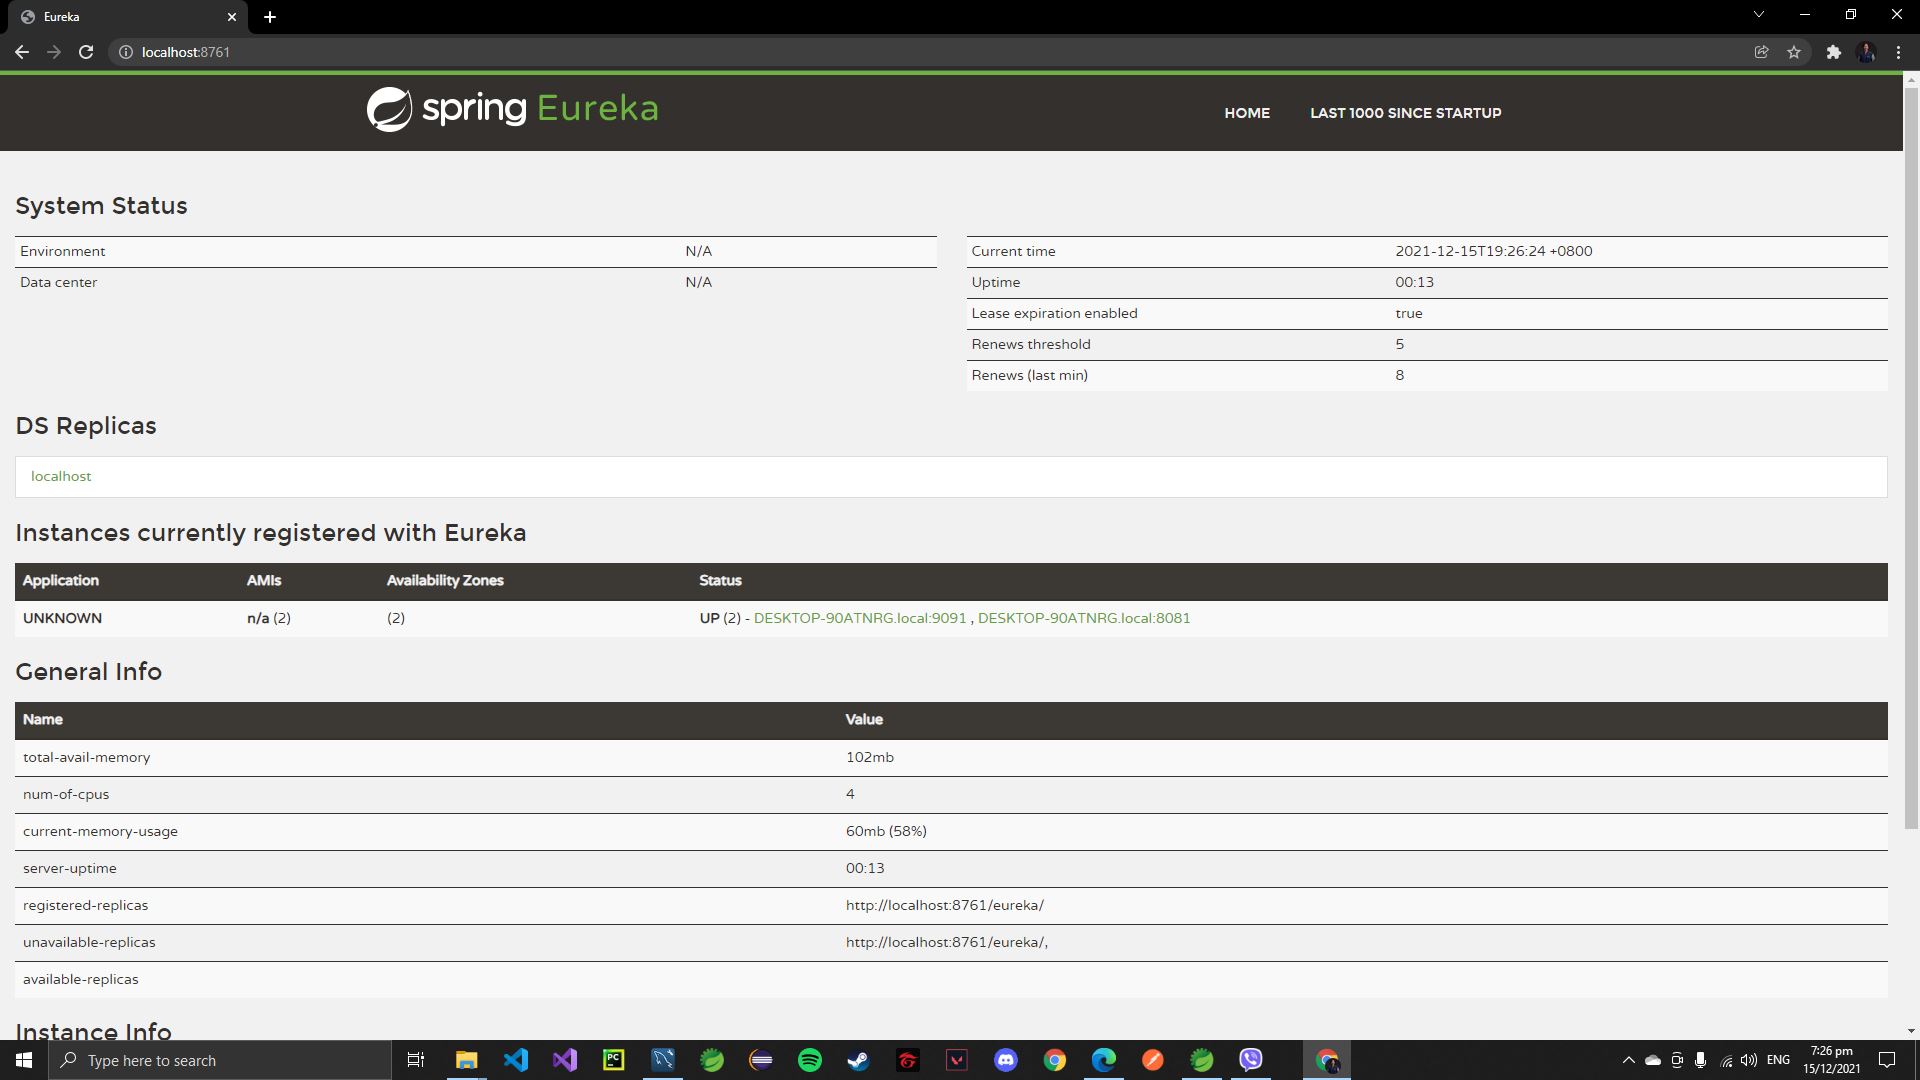 Eureka
localhost:8761
spring Eureka
HOME
LAST 1000 SINCE STARTUP
System Status
Environment N/A
Data center N/A
Current time 2021-12-15T19:26:24 +0800
Uptime 00:13
Lease expiration enabled true
Renews threshold 5
Renews (last min) 8
DS Replicas
localhost
Instances currently registered with Eureka
Application AMIs Availability Zones Status
UNKNOWN n/a (2) (2) UP (2) - DESKTOP-90ATNRG.local:9091 , DESKTOP-90ATNRG.local:8081
General Info
Name Value
total-avail-memory 102mb
num-of-cpus 4
current-memory-usage 60mb (58%)
server-uptime 00:13
registered-replicas http://localhost:8761/eureka/
unavailable-replicas http://localhost:8761/eureka/,
available-replicas
Instance Info
Type here to search
PC
ENG
7:26 pm
15/12/2021